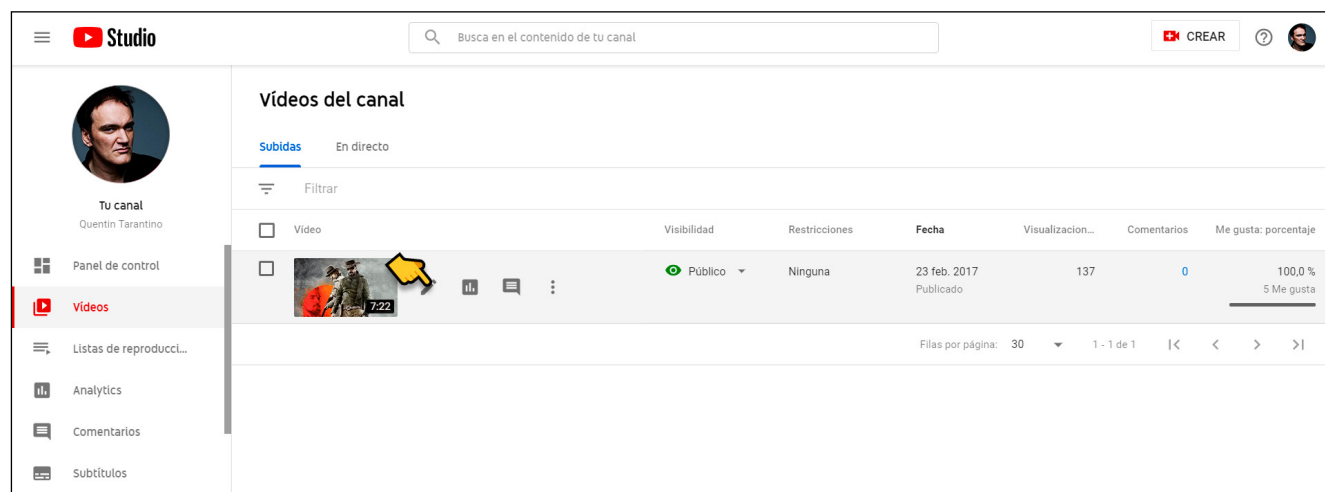 Studio
Busca en el contenido de tu canal
CREAR
Tu canal
Quentin Tarantino
Panel de control
Vídeos
Listas de reproducci...
Analytics
Comentarios
Subtítulos
Vídeos del canal
Subidas En directo
Filtrar
Vídeo Visibilidad Restricciones Fecha Visualizacion... Comentarios Me gusta: porcentaje
7:22 Público Ninguna 23 feb. 2017 137 0 100,0 %
Publicado 5 Me gusta
Filas por página: 30 1 - 1 de 1